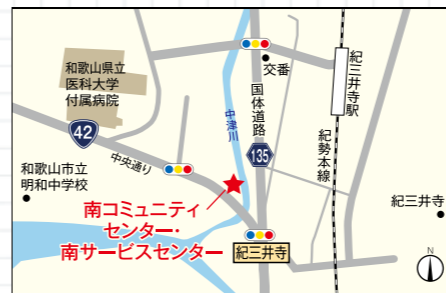 和歌山県立
医科大学
付属病院
交番
国体道路
紀三井寺駅
中津川
紀勢本線
42
135
中央通り
和歌山市立
明和中学校
紀三井寺
南コミュニティ
センター・
南サービスセンター
紀三井寺
N